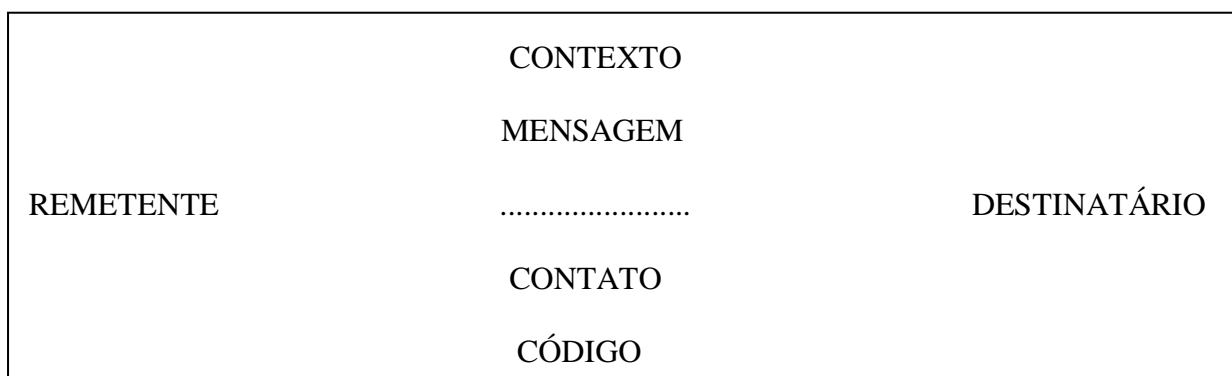 CONTEXTO
MENSAGEM
REMETENTE ........................ DESTINATÁRIO
CONTATO
CÓDIGO